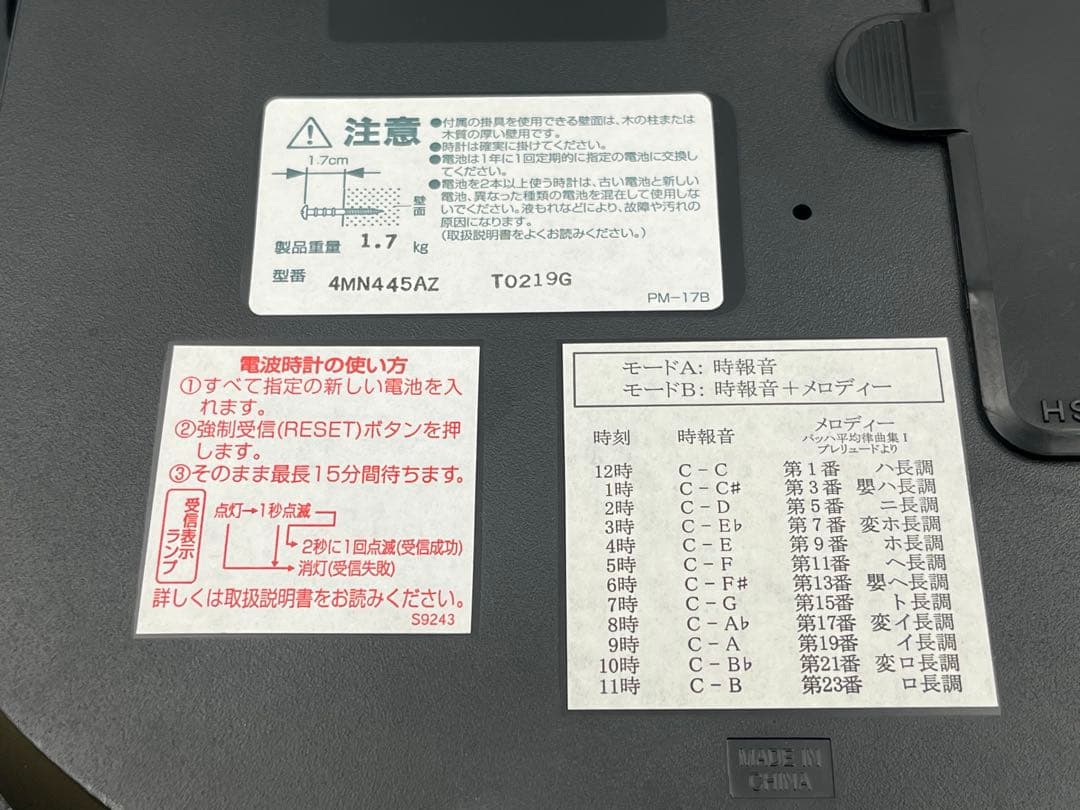 注意
1.7cm
壁面
製品重量 1.7 kg
型番 4MN445AZ T0219G
●付属の掛具を使用できる壁面は、木の柱または
木質の厚い壁用です。
●時計は確実に掛けてください。
●電池は1年に1回定期的に指定の電池に交換し
てください。
●電池を2本以上使う時計は、古い電池と新しい
電池、異なった種類の電池を混在して使用しな
いでください。液もれなどにより、故障や汚れの
原因になります。
(取扱説明書をよくお読みください。)
PM-17B
電波時計の使い方
①すべて指定の新しい電池を入
れます。
②強制受信(RESET)ボタンを押
します。
③そのまま最長15分間待ちます。
受信表示
ランプ
点灯→1秒点滅
2秒に1回点滅(受信成功)
消灯(受信失敗)
詳しくは取扱説明書をお読みください。
S9243
モードA: 時報音
モードB: 時報音+メロディー
時刻 時報音 メロディー
バッハ平均律曲集I
プレリュードより
12時 C-C 第1番 ハ長調
1時 C-C♯ 第3番 嬰ハ長調
2時 C-D 第5番 ニ長調
3時 C-E♭ 第7番 変ホ長調
4時 C-E 第9番 ホ長調
5時 C-F 第11番 ヘ長調
6時 C-F♯ 第13番 嬰ヘ長調
7時 C-G 第15番 ト長調
8時 C-A♭ 第17番 変イ長調
9時 C-A 第19番 イ長調
10時 C-B♭ 第21番 変ロ長調
11時 C-B 第23番 ロ長調
HS
MADE IN
CHINA